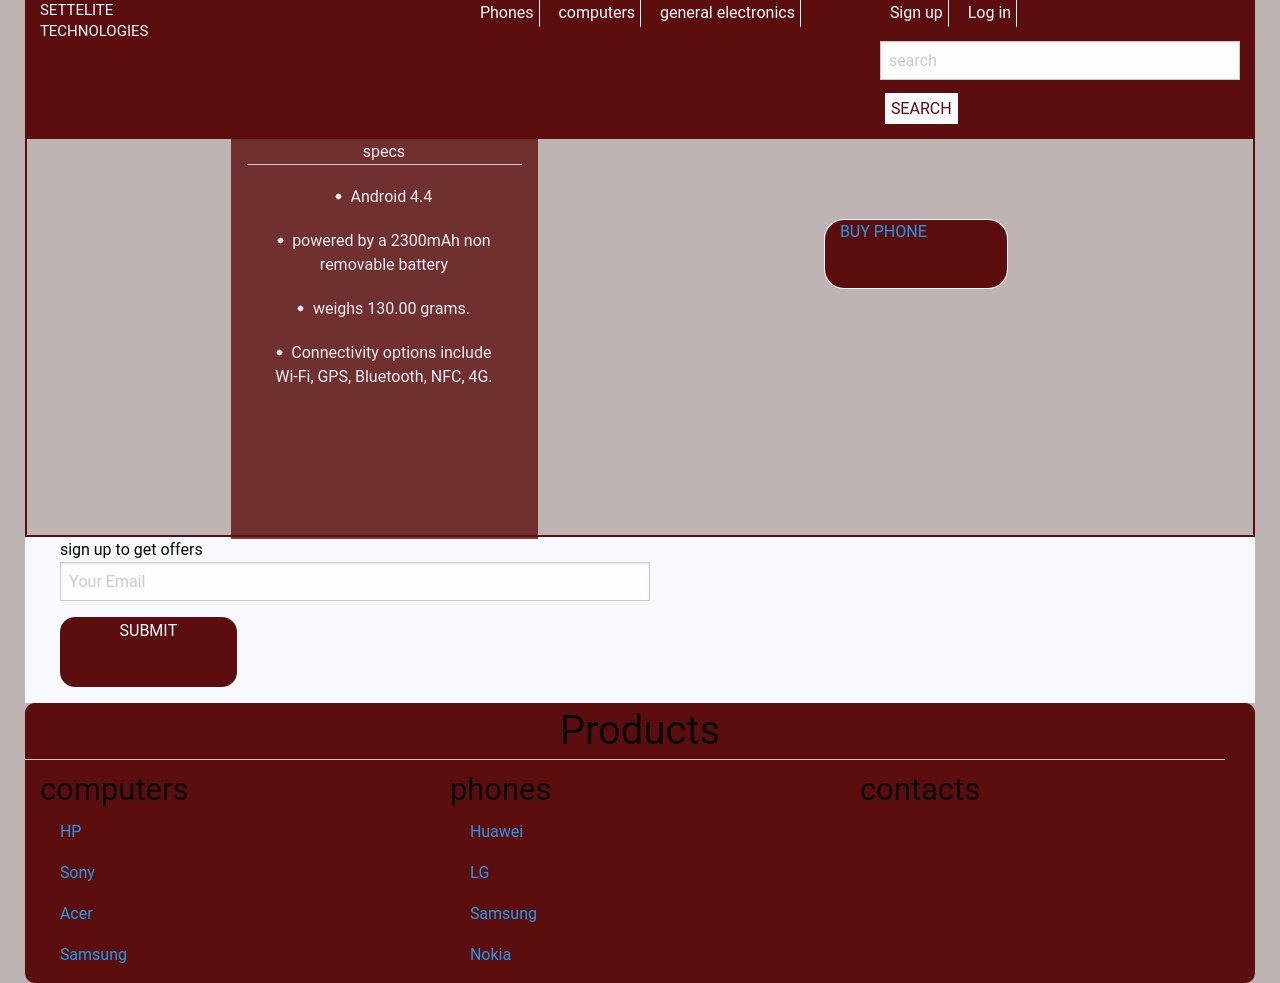 SETTELITE
TECHNOLOGIES
Phones
computers
general electronics
Sign up
Log in
search
SEARCH
specs
• Android 4.4
• powered by a 2300mAh non
removable battery
• weighs 130.00 grams.
• Connectivity options include
Wi-Fi, GPS, Bluetooth, NFC, 4G.
BUY PHONE
sign up to get offers
Your Email
SUBMIT
Products
computers
HP
Sony
Acer
Samsung
phones
Huawei
LG
Samsung
Nokia
contacts